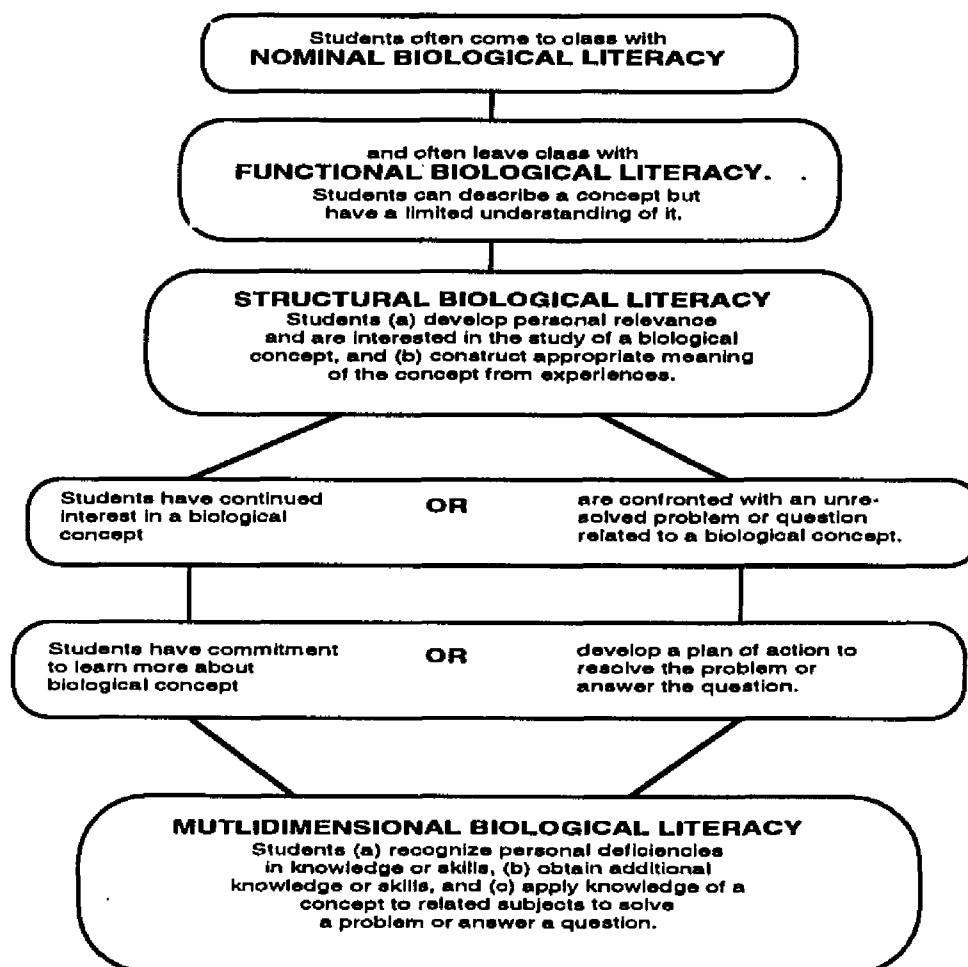 Students often come to class with
NOMINAL BIOLOGICAL LITERACY
and often leave class with
FUNCTIONAL BIOLOGICAL LITERACY.
Students can describe a concept but
have a limited understanding of it.
STRUCTURAL BIOLOGICAL LITERACY
Students (a) develop personal relevance
and are interested in the study of a biological
concept, and (b) construct appropriate meaning
of the concept from experiences.
Students have continued
interest in a biological
concept
OR
are confronted with an unre-
solved problem or question
related to a biological concept.
Students have commitment
to learn more about
biological concept
OR
develop a plan of action to
resolve the problem or
answer the question.
MUTLIDIMENSIONAL BIOLOGICAL LITERACY
Students (a) recognize personal deficiencies
in knowledge or skills, (b) obtain additional
knowledge or skills, and (c) apply knowledge of a
concept to related subjects to solve
a problem or answer a question.